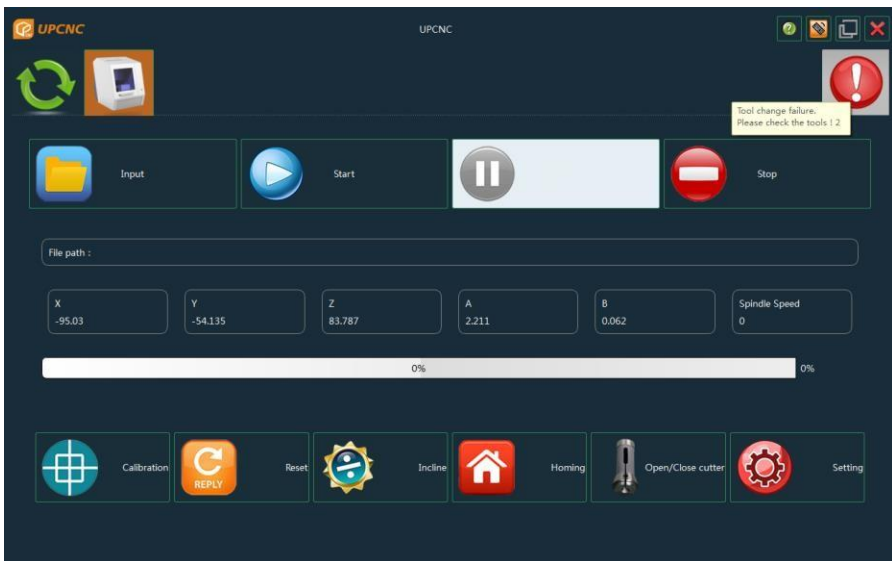 UPCNC
UPCNC
Tool change failure.
Please check the tools ! 2
Input
Start
Stop
File path :
X
-95.03
Y
-54.135
Z
83.787
A
2.211
B
0.062
Spindle Speed
0
0%
0%
Calibration
REPLY
Reset
Incline
Homing
Open/Close cutter
Setting